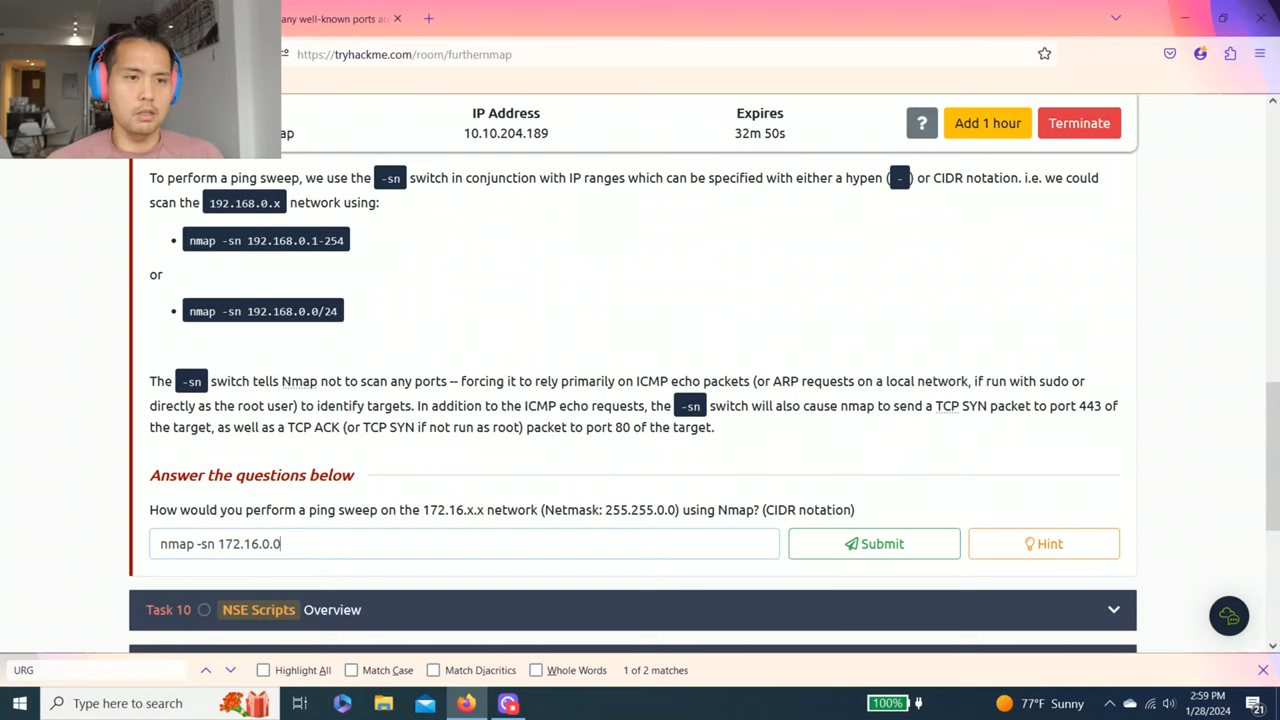 any well-known ports ar
https://tryhackme.com/room/furthernmap
IP Address
Expires
ap
10.10.204.189
32m 50s
?
Add 1 hour
Terminate
To perform a ping sweep, we use the -sn switch in conjunction with IP ranges which can be specified with either a hypen ( - ) or CIDR notation. i.e. we could
scan the 192.168.0.x network using:
• nmap -sn 192.168.0.1-254
or
• nmap -sn 192.168.0.0/24
The -sn switch tells Nmap not to scan any ports -- forcing it to rely primarily on ICMP echo packets (or ARP requests on a local network, if run with sudo or
directly as the root user) to identify targets. In addition to the ICMP echo requests, the -sn switch will also cause nmap to send a TCP SYN packet to port 443 of
the target, as well as a TCP ACK (or TCP SYN if not run as root) packet to port 80 of the target.
Answer the questions below
How would you perform a ping sweep on the 172.16.x.x network (Netmask: 255.255.0.0) using Nmap? (CIDR notation)
nmap -sn 172.16.0.0
Submit
Hint
Task 10 NSE Scripts Overview
URG
Highlight All
Match Case
Match Diacritics
Whole Words
1 of 2 matches
Type here to search
100%
77°F Sunny
2:59 PM
1/28/2024
21